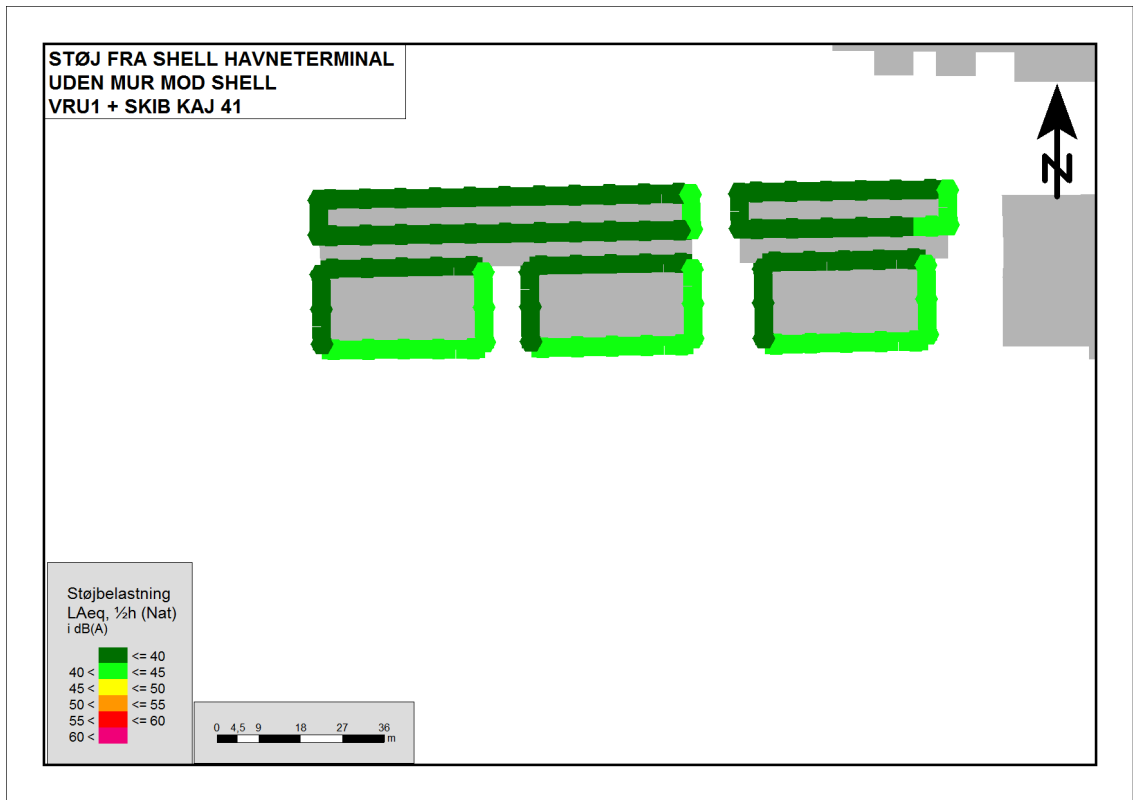 STØJ FRA SHELL HAVNETERMINAL
UDEN MUR MOD SHELL
VRU1 + SKIB KAJ 41
N
Støjbelastning
LAeq, ½h (Nat)
i dB(A)
<= 40
40 < <= 45
45 < <= 50
50 < <= 55
55 < <= 60
60 <
0 4,5 9 18 27 36
m